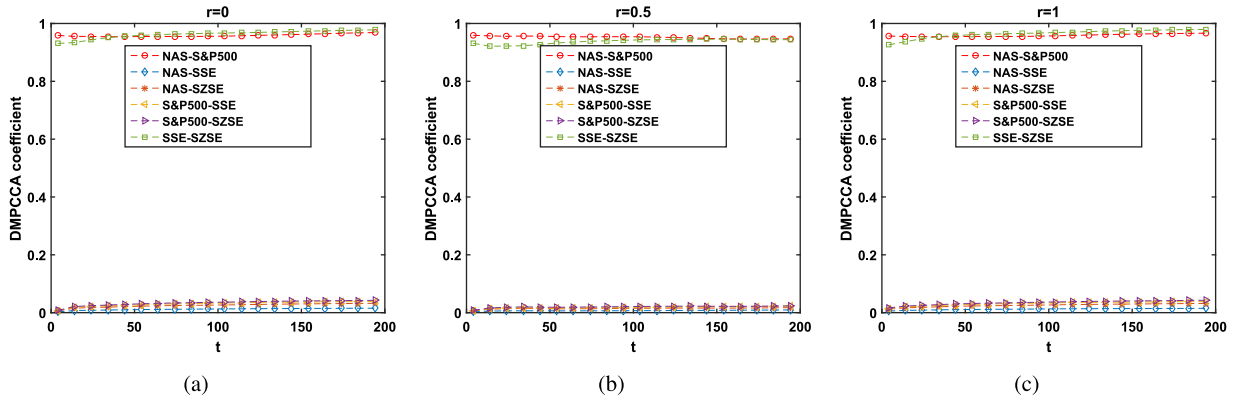 r=0
DMPCCA coefficient
1
0.8
0.6
0.4
0.2
0
NAS-S&P500
NAS-SSE
NAS-SZSE
S&P500-SSE
S&P500-SZSE
SSE-SZSE
0 50 100 150 200
t
(a)
r=0.5
DMPCCA coefficient
1
0.8
0.6
0.4
0.2
0
NAS-S&P500
NAS-SSE
NAS-SZSE
S&P500-SSE
S&P500-SZSE
SSE-SZSE
0 50 100 150 200
t
(b)
r=1
DMPCCA coefficient
1
0.8
0.6
0.4
0.2
0
NAS-S&P500
NAS-SSE
NAS-SZSE
S&P500-SSE
S&P500-SZSE
SSE-SZSE
0 50 100 150 200
t
(c)